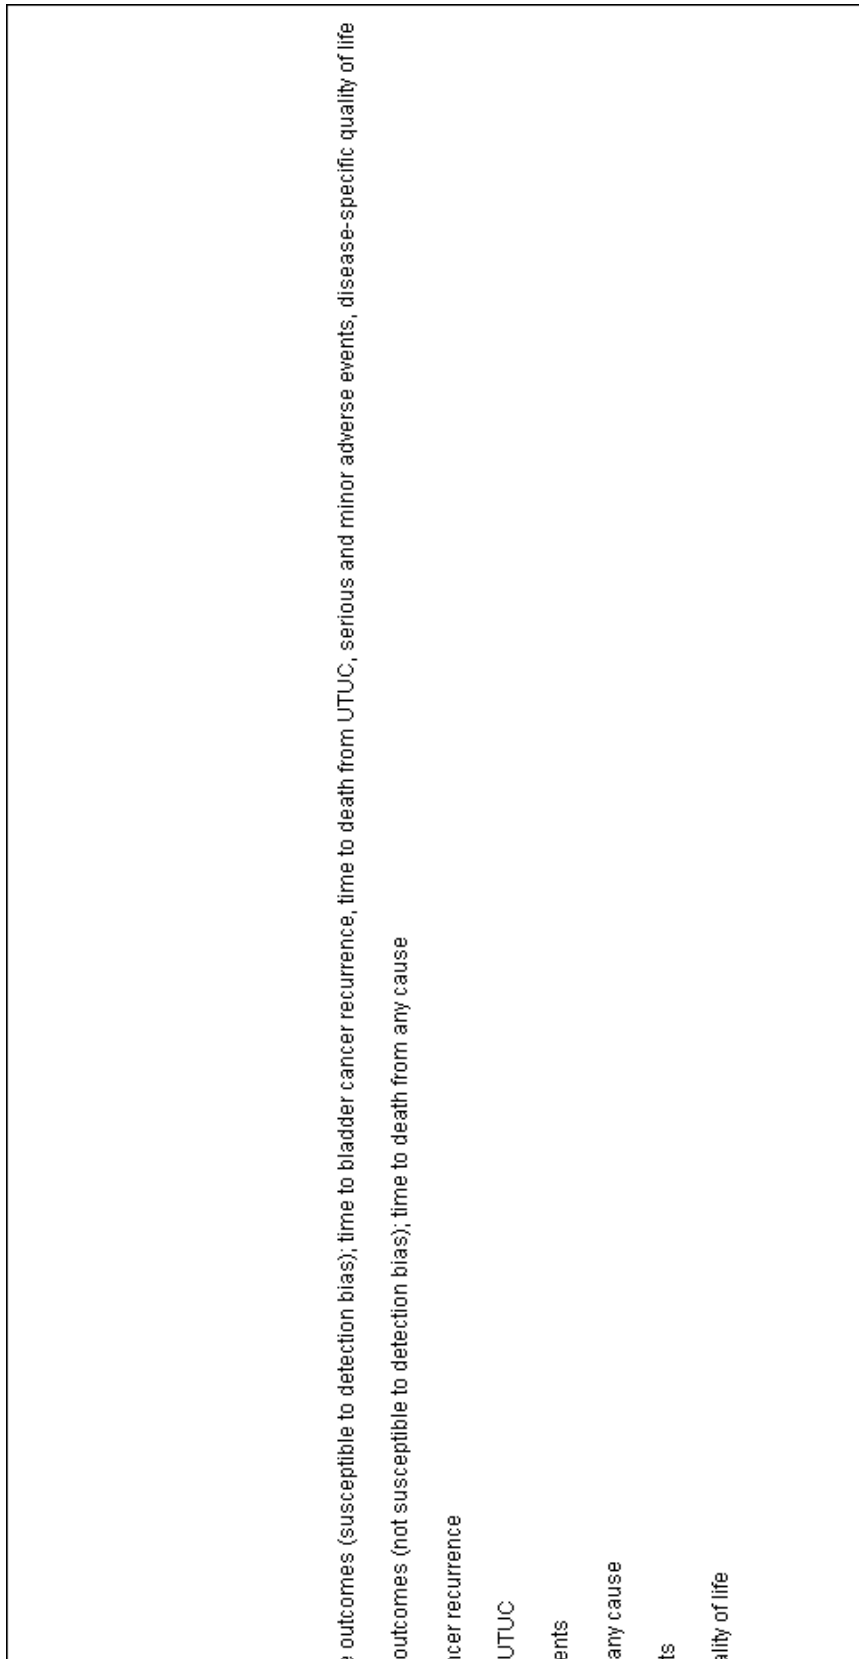 e outcomes (susceptible to detection bias); time to bladder cancer recurrence, time to death from UTUC, serious and minor adverse events, disease-specific quality of life
outcomes (not susceptible to detection bias); time to death from any cause
ncer recurrence
UTUC
ents
any cause
ts
ality of life